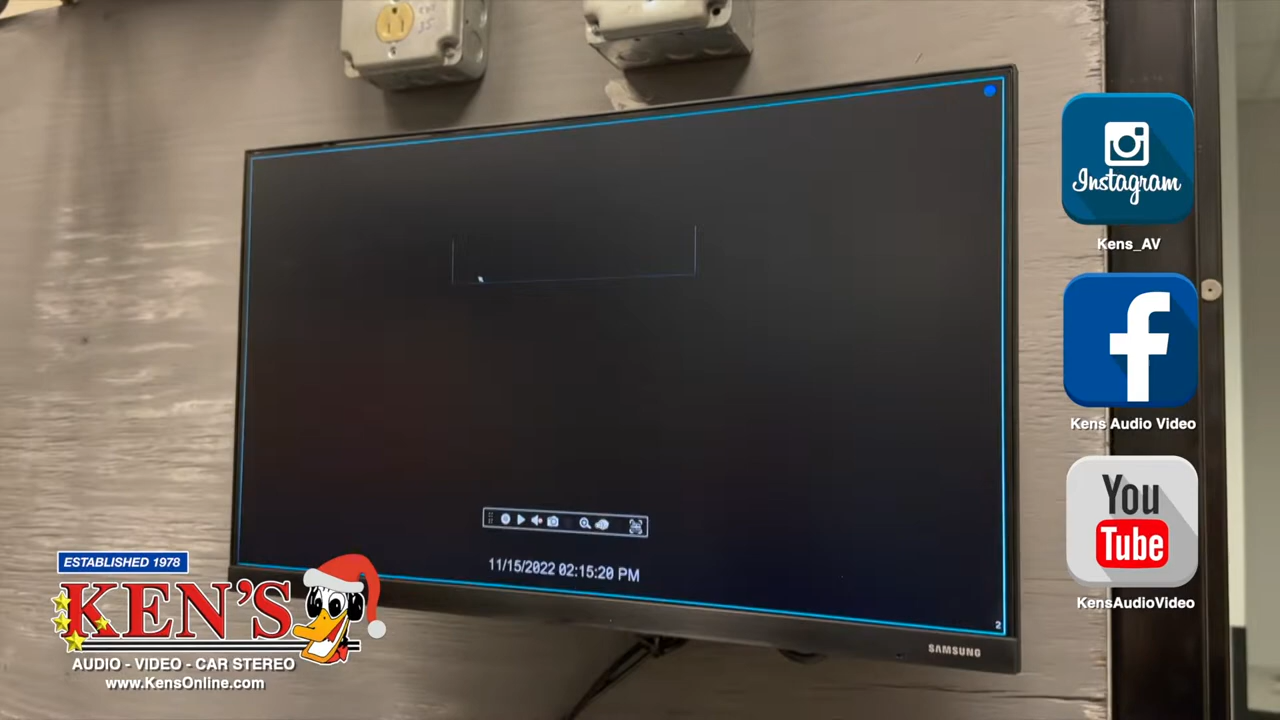 Instagram
Kens_AV
Kens Audio Video
You
Tube
KensAudioVideo
11/15/2022 02:15:20 PM
2
SAMSUNG
ESTABLISHED 1978
KEN'S
AUDIO - VIDEO - CAR STEREO
www.KensOnline.com